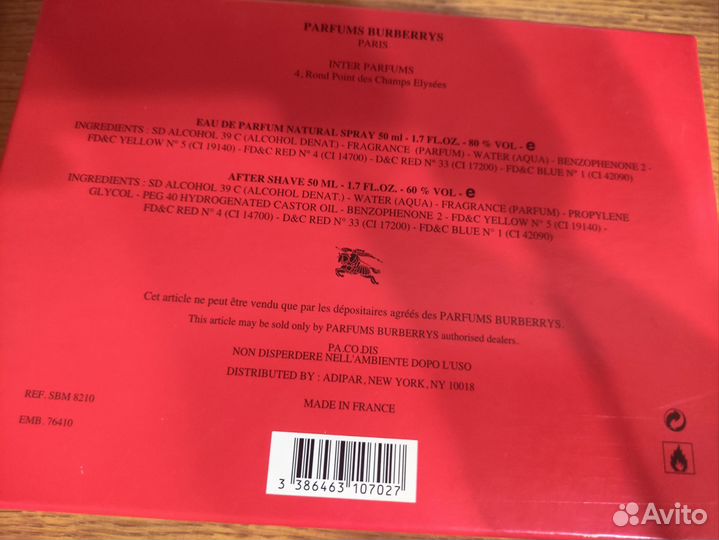 PARFUMS BURBERRYS
PARIS
INTER PARFUMS
4, Rond Point des Champs Elysées
EAU DE PARFUM NATURAL SPRAY 50 ml - 1.7 FL.OZ. - 80 % VOL - e
INGREDIENTS : SD ALCOHOL 39 C (ALCOHOL DENAT) - FRAGRANCE (PARFUM) - WATER (AQUA) - BENZOPHENONE 2 -
FD&C YELLOW N° 5 (CI 19140) - FD&C RED N° 4 (CI 14700) - D&C RED N° 33 (CI 17200) - FD&C BLUE N° 1 (CI 42090)
AFTER SHAVE 50 ML - 1.7 FL.OZ. - 60 % VOL - e
INGREDIENTS : SD ALCOHOL 39 C (ALCOHOL DENAT.) - WATER (AQUA) - FRAGRANCE (PARFUM) - PROPYLENE
GLYCOL - PEG 40 HYDROGENATED CASTOR OIL - BENZOPHENONE 2 - FD&C YELLOW N° 5 (CI 19140) -
FD&C RED N° 4 (CI 14700) - D&C RED N° 33 (CI 17200) - FD&C BLUE N° 1 (CI 42090)
Cet article ne peut être vendu que par les dépositaires agréés des PARFUMS BURBERRYS.
This article may be sold only by PARFUMS BURBERRYS authorised dealers.
PA.CO.DIS
NON DISPERDERE NELL'AMBIENTE DOPO L'USO
DISTRIBUTED BY : ADIPAR, NEW YORK, NY 10018
REF. SBM 8210
MADE IN FRANCE
EMB. 76410
3 386463 107027
Avito